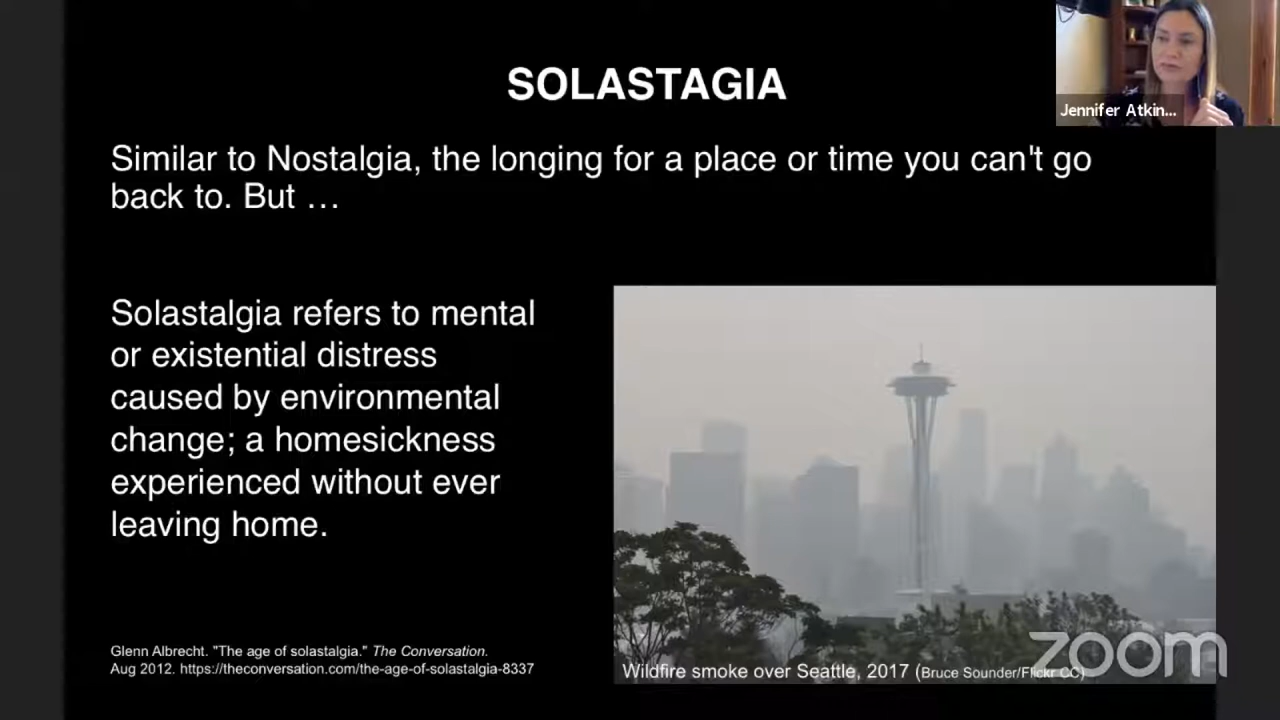 SOLASTAGIA
Jennifer Atkin...
Similar to Nostalgia, the longing for a place or time you can't go
back to. But …
Solastalgia refers to mental
or existential distress
caused by environmental
change; a homesickness
experienced without ever
leaving home.
Glenn Albrecht. "The age of solastalgia." The Conversation.
Aug 2012. https://theconversation.com/the-age-of-solastalgia-8337
Wildfire smoke over Seattle, 2017 (Bruce Sounder/Flickr CC)
zoom